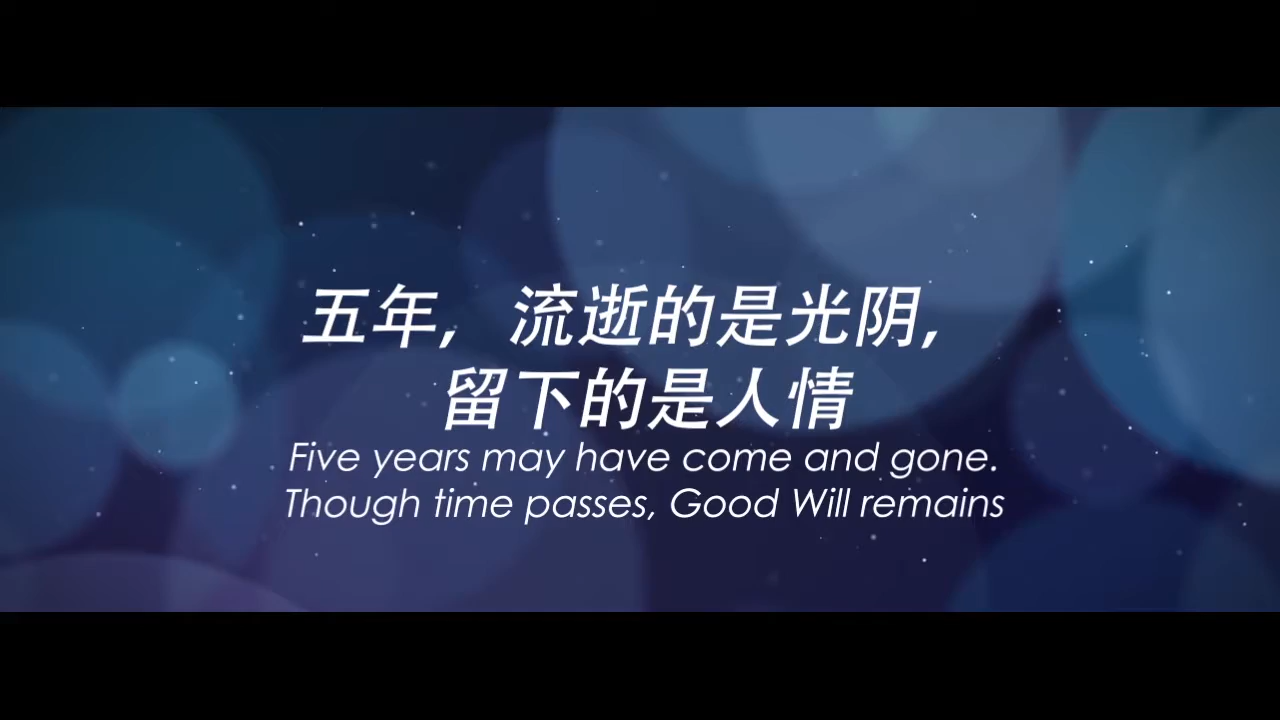 五年，流逝的是光阴，
留下的是人情
Five years may have come and gone.
Though time passes, Good Will remains